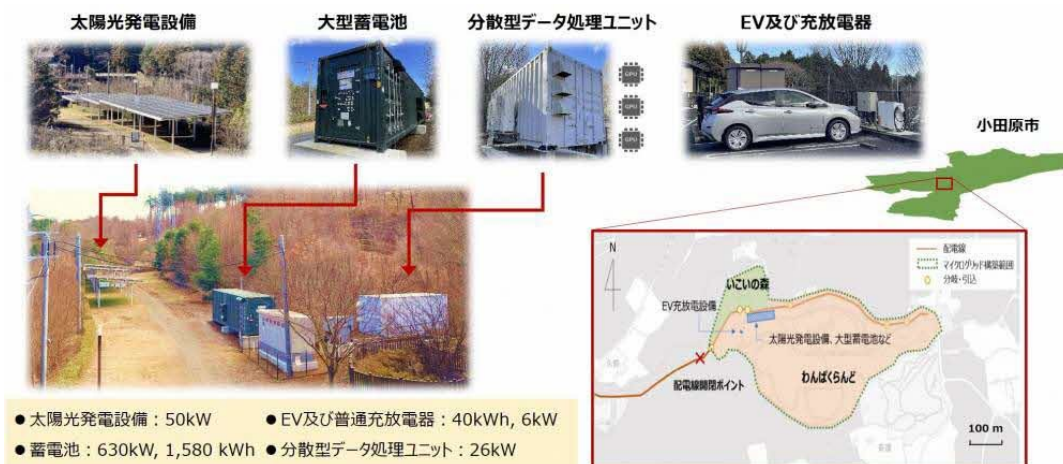 太陽光発電設備
大型蓄電池
分散型データ処理ユニット
EV及び充放電器
GPU
CPU
小田原市
N
配電線
マイクログリッド構築範囲
分岐・引込
いこいの森
EV充放電設備
太陽光発電設備、大型蓄電池など
わんぱくらんど
配電線開閉ポイント
100 m
● 太陽光発電設備：50kW
● EV及び普通充放電器：40kWh, 6kW
● 蓄電池：630kW, 1,580 kWh
● 分散型データ処理ユニット：26kW